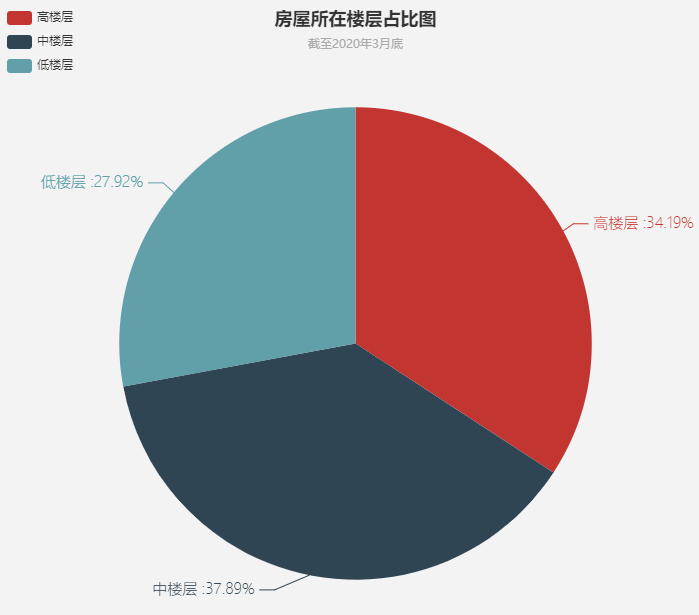 房屋所在楼层占比图
截至2020年3月底
高楼层
中楼层
低楼层
低楼层 :27.92%
高楼层 :34.19%
中楼层 :37.89%